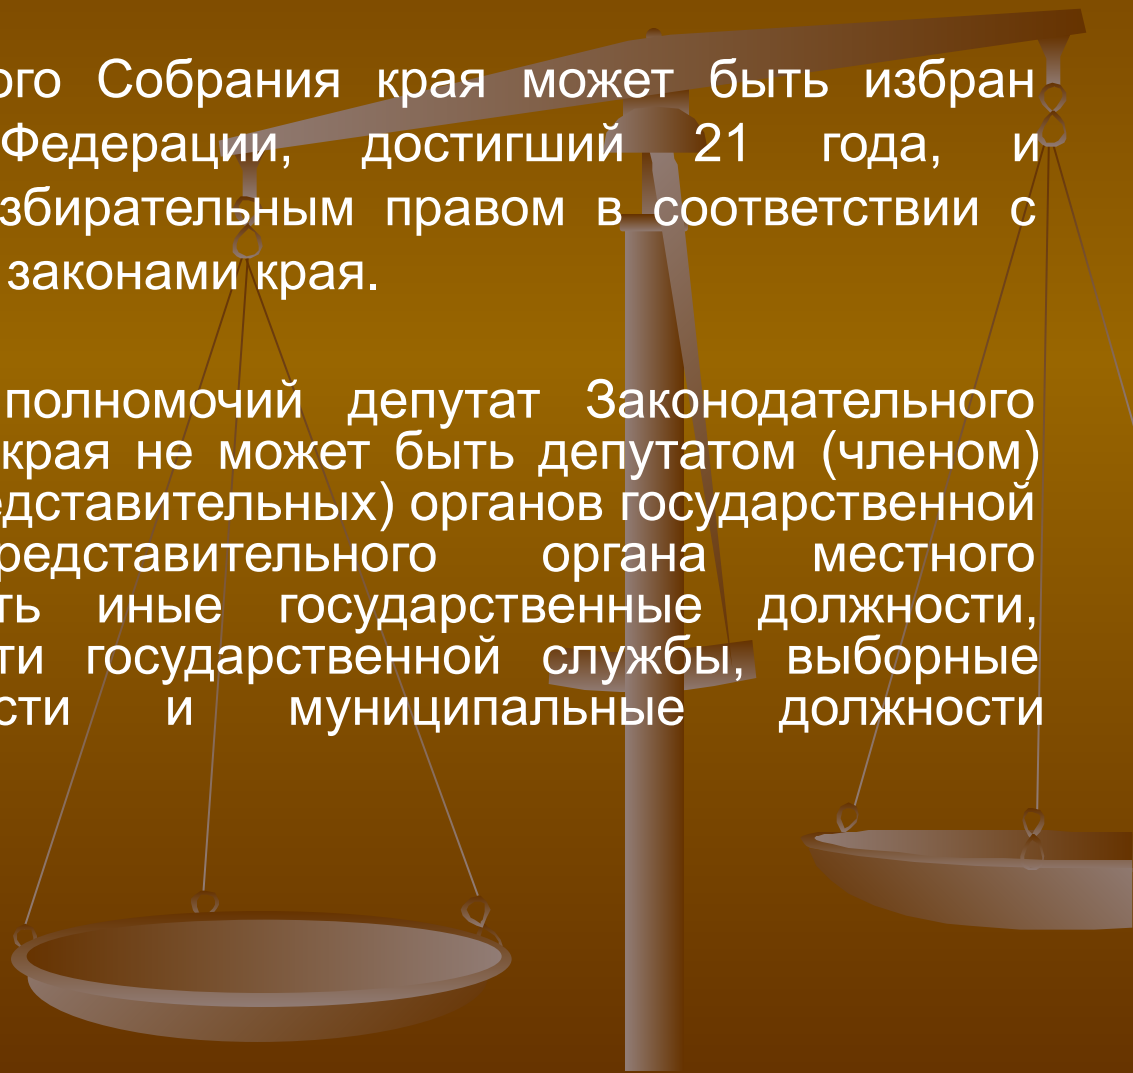 ого Собрания края может быть избран
Федерации, достигший 21 года, и
збирательным правом в соответствии с
законами края.
полномочий депутат Законодательного
края не может быть депутатом (членом)
едставительных) органов государственной
редставительного органа местного
ть иные государственные должности,
ти государственной службы, выборные
сти и муниципальные должности